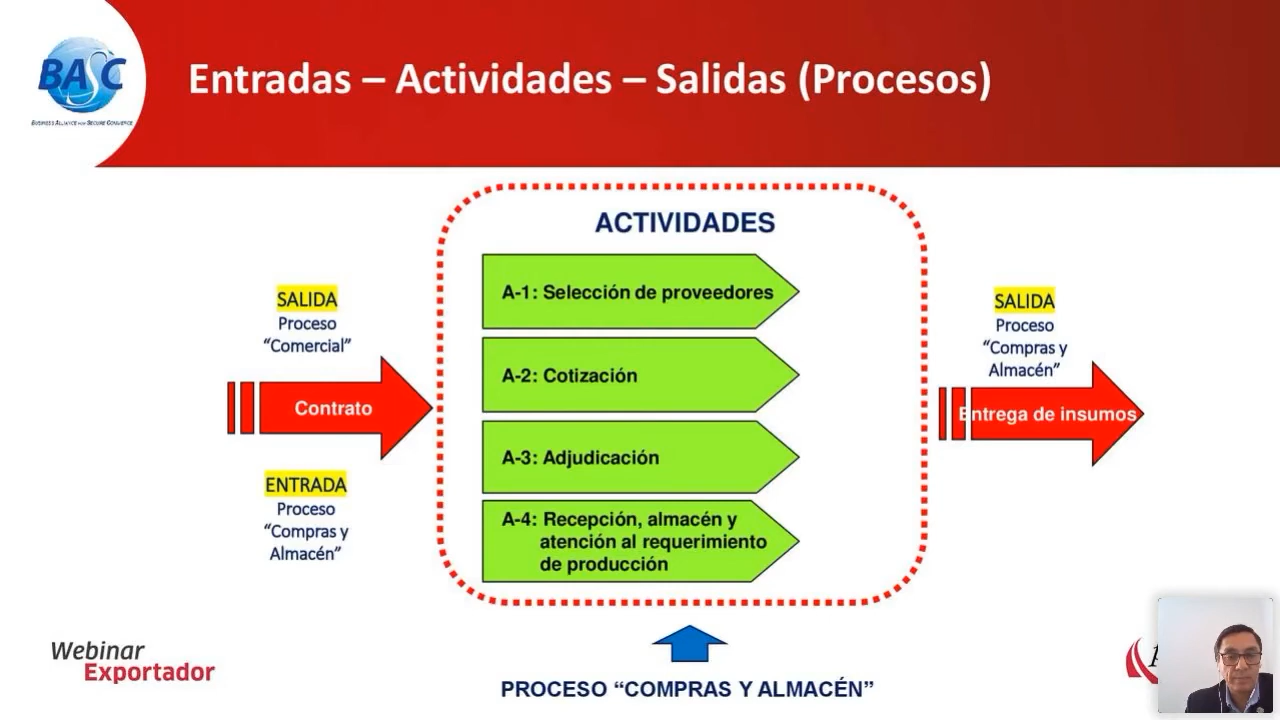 BASC
BUSINESS ALLIANCE FOR SECURE COMMERCE
Entradas – Actividades – Salidas (Procesos)
SALIDA
Proceso
“Comercial”
Contrato
ENTRADA
Proceso
“Compras y
Almacén”
ACTIVIDADES
A-1: Selección de proveedores
A-2: Cotización
A-3: Adjudicación
A-4: Recepción, almacén y
atención al requerimiento
de producción
SALIDA
Proceso
“Compras y
Almacén”
Entrega de insumos
PROCESO “COMPRAS Y ALMACÉN”
Webinar
Exportador